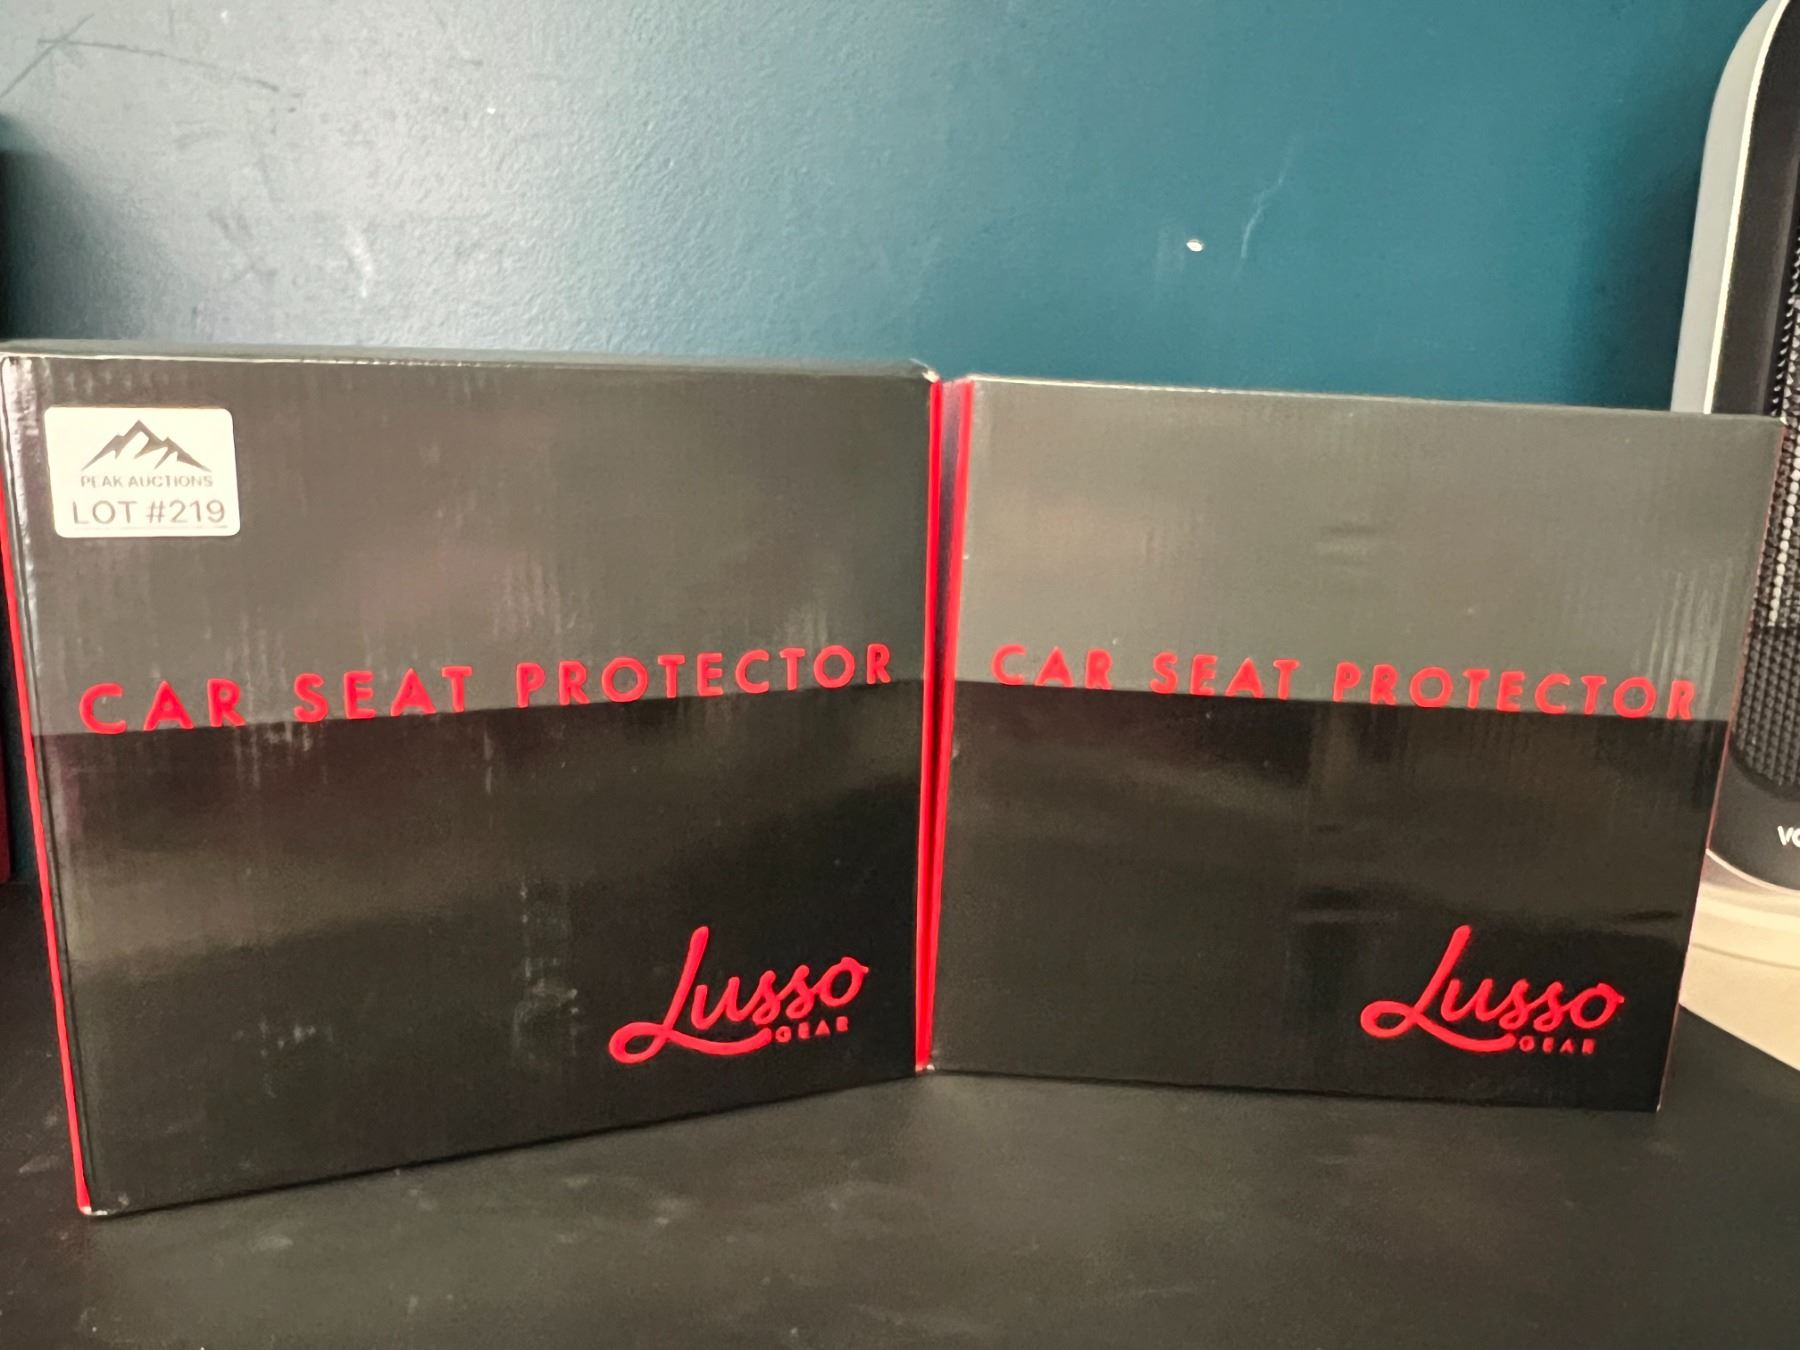 PEAK AUCTIONS
LOT #219
CAR SEAT PROTECTOR
Lusso
GEAR
CAR SEAT PROTECTOR
Lusso
GEAR